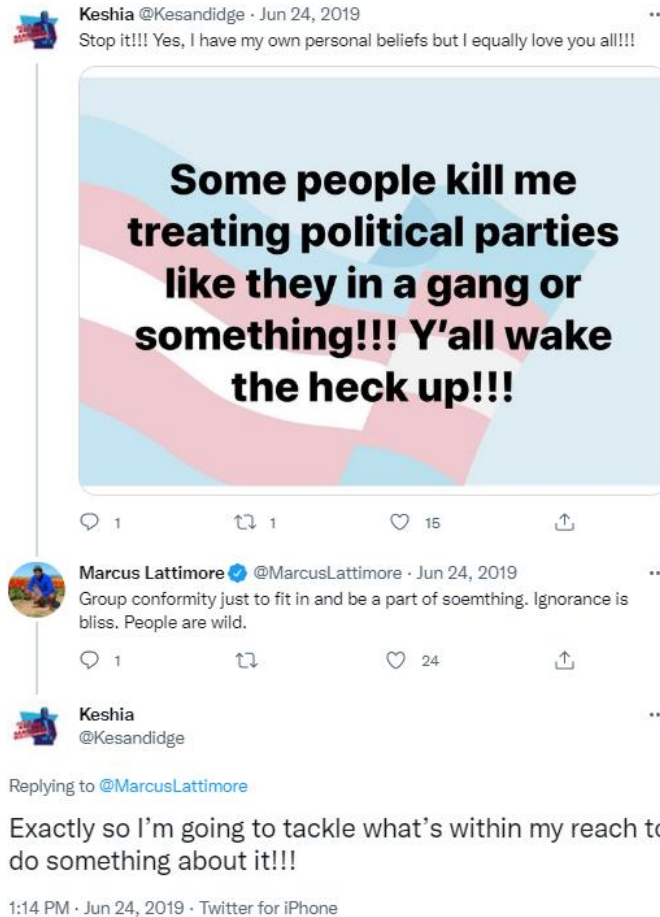 Keshia @Kesandidge · Jun 24, 2019
Stop it!!! Yes, I have my own personal beliefs but I equally love you all!!!
Some people kill me
treating political parties
like they in a gang or
something!!! Y'all wake
the heck up!!!
1 1 15
Marcus Lattimore @MarcusLattimore · Jun 24, 2019
Group conformity just to fit in and be a part of soemthing. Ignorance is
bliss. People are wild.
1 24
Keshia
@Kesandidge
Replying to @MarcusLattimore
Exactly so I'm going to tackle what's within my reach to
do something about it!!!
1:14 PM · Jun 24, 2019 · Twitter for iPhone